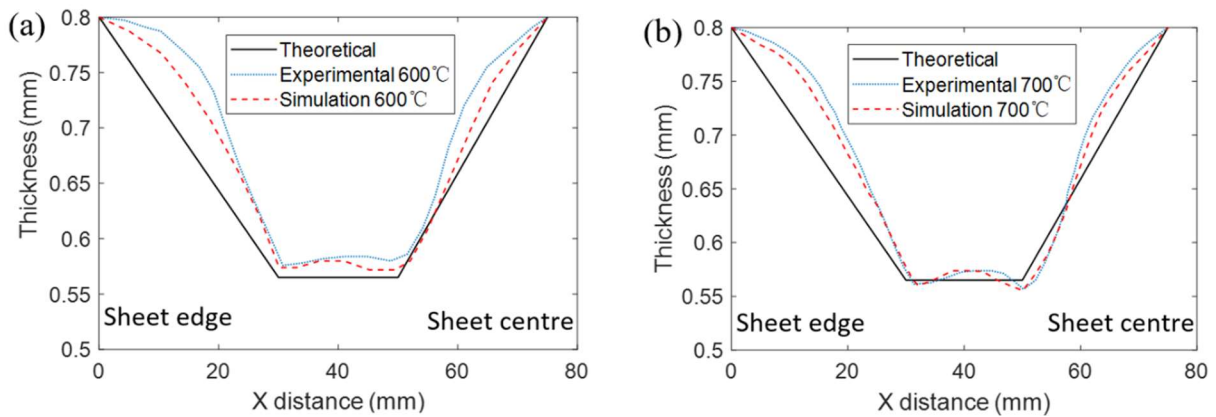 (a)
Thickness (mm)
0.8
0.75
0.7
0.65
0.6
0.55
0.5
Theoretical
Experimental 600℃
Simulation 600℃
Sheet edge
Sheet centre
0 20 40 60 80
X distance (mm)
(b)
Thickness (mm)
0.8
0.75
0.7
0.65
0.6
0.55
0.5
Theoretical
Experimental 700℃
Simulation 700℃
Sheet edge
Sheet centre
0 20 40 60 80
X distance (mm)